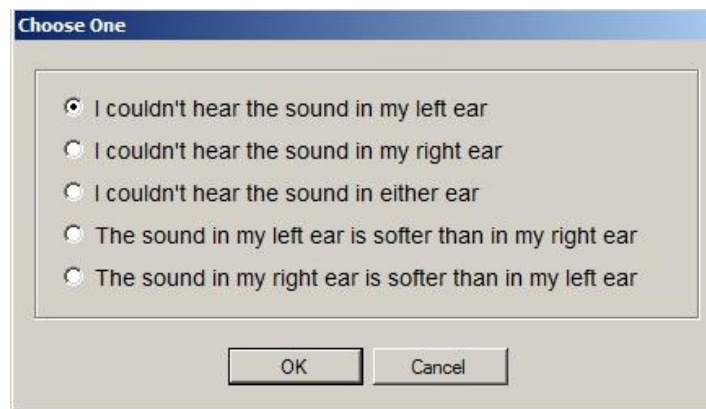 Choose One
I couldn't hear the sound in my left ear
I couldn't hear the sound in my right ear
I couldn't hear the sound in either ear
The sound in my left ear is softer than in my right ear
The sound in my right ear is softer than in my left ear
OK Cancel